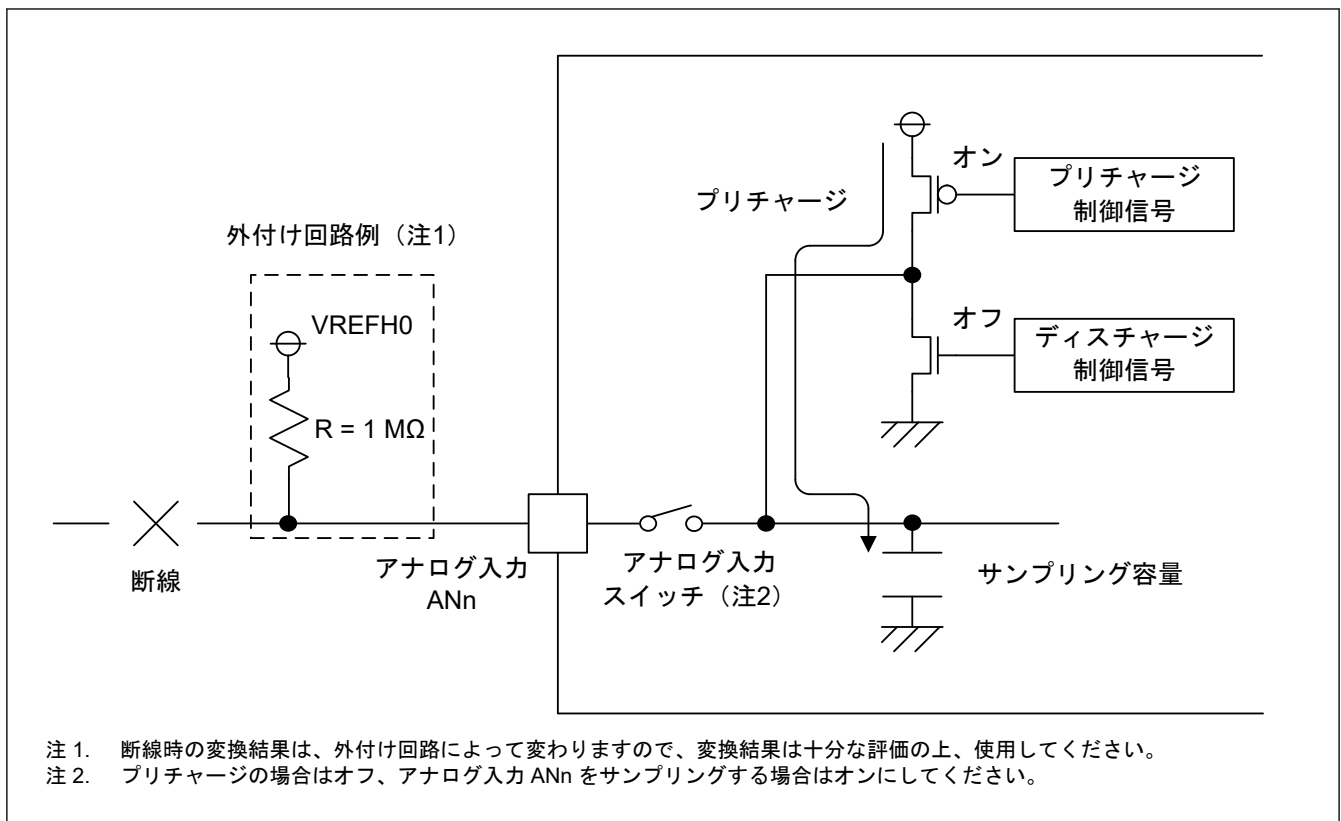 オン
プリチャージ
制御信号
プリチャージ
外付け回路例（注1）
VREFH0
オフ
ディスチャージ
制御信号
R = 1 MΩ
断線
アナログ入力
ANn
アナログ入力
スイッチ（注2）
サンプリング容量
注 1. 断線時の変換結果は、外付け回路によって変わりますので、変換結果は十分な評価の上、使用してください。
注 2. プリチャージの場合はオフ、アナログ入力 ANn をサンプリングする場合はオンにしてください。